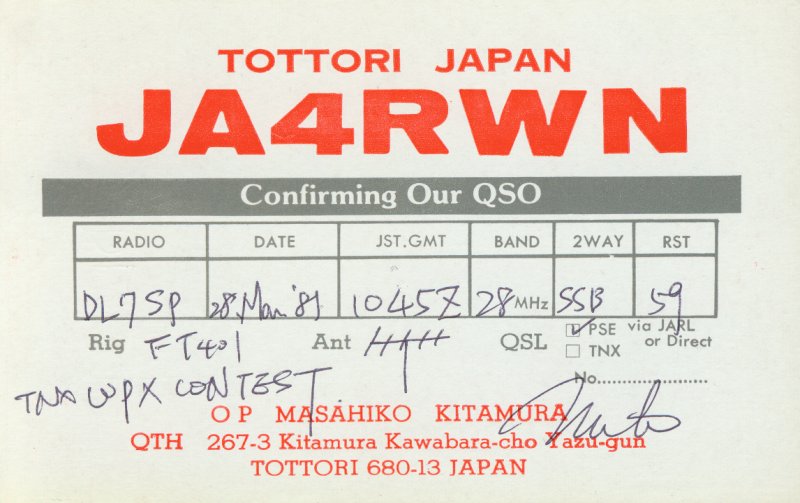 TOTTORI JAPAN
JA4RWN
Confirming Our QSO
RADIO DATE JST.GMT BAND 2WAY RST
DL7SP 28.Mar.'81 1045Z 28MHz SSB 59
Rig FT401 Ant QSL PSE via JARL
TNX or Direct
TNX WPX CONTEST No.
OP MASAHIKO KITAMURA
QTH 267-3 Kitamura Kawabara-cho Yazu-gun
TOTTORI 680-13 JAPAN